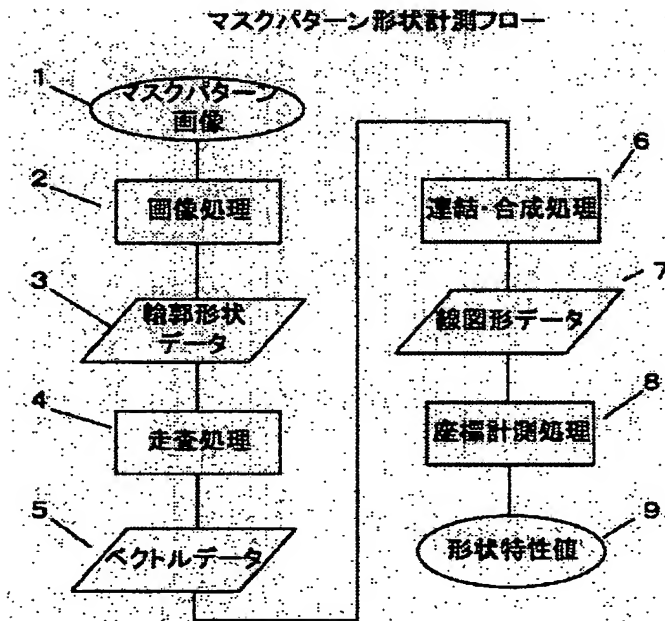 マスクパターン形状計測フロー
1
マスクパターン
画像
2
画像処理
3
輪郭形状
データ
4
走査処理
5
ベクトルデータ
6
連結・合成処理
7
線図形データ
8
座標計測処理
9
形状特性値